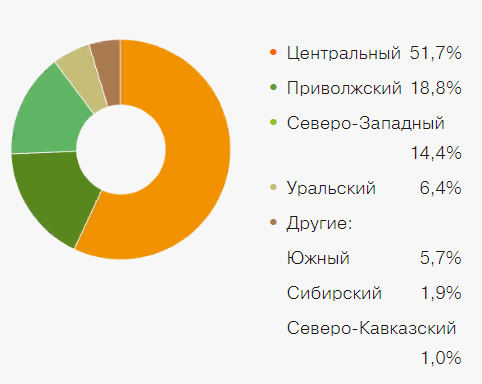 Центральный 51,7%
Приволжский 18,8%
Северо-Западный
14,4%
Уральский 6,4%
Другие:
Южный 5,7%
Сибирский 1,9%
Северо-Кавказский
1,0%